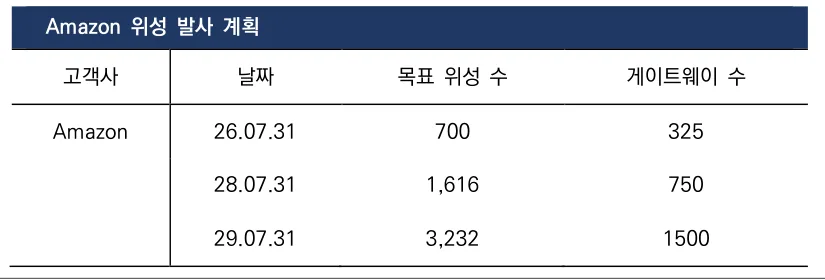 Amazon 위성 발사 계획
고객사 날짜 목표 위성 수 게이트웨이 수
Amazon 26.07.31 700 325
28.07.31 1,616 750
29.07.31 3,232 1500